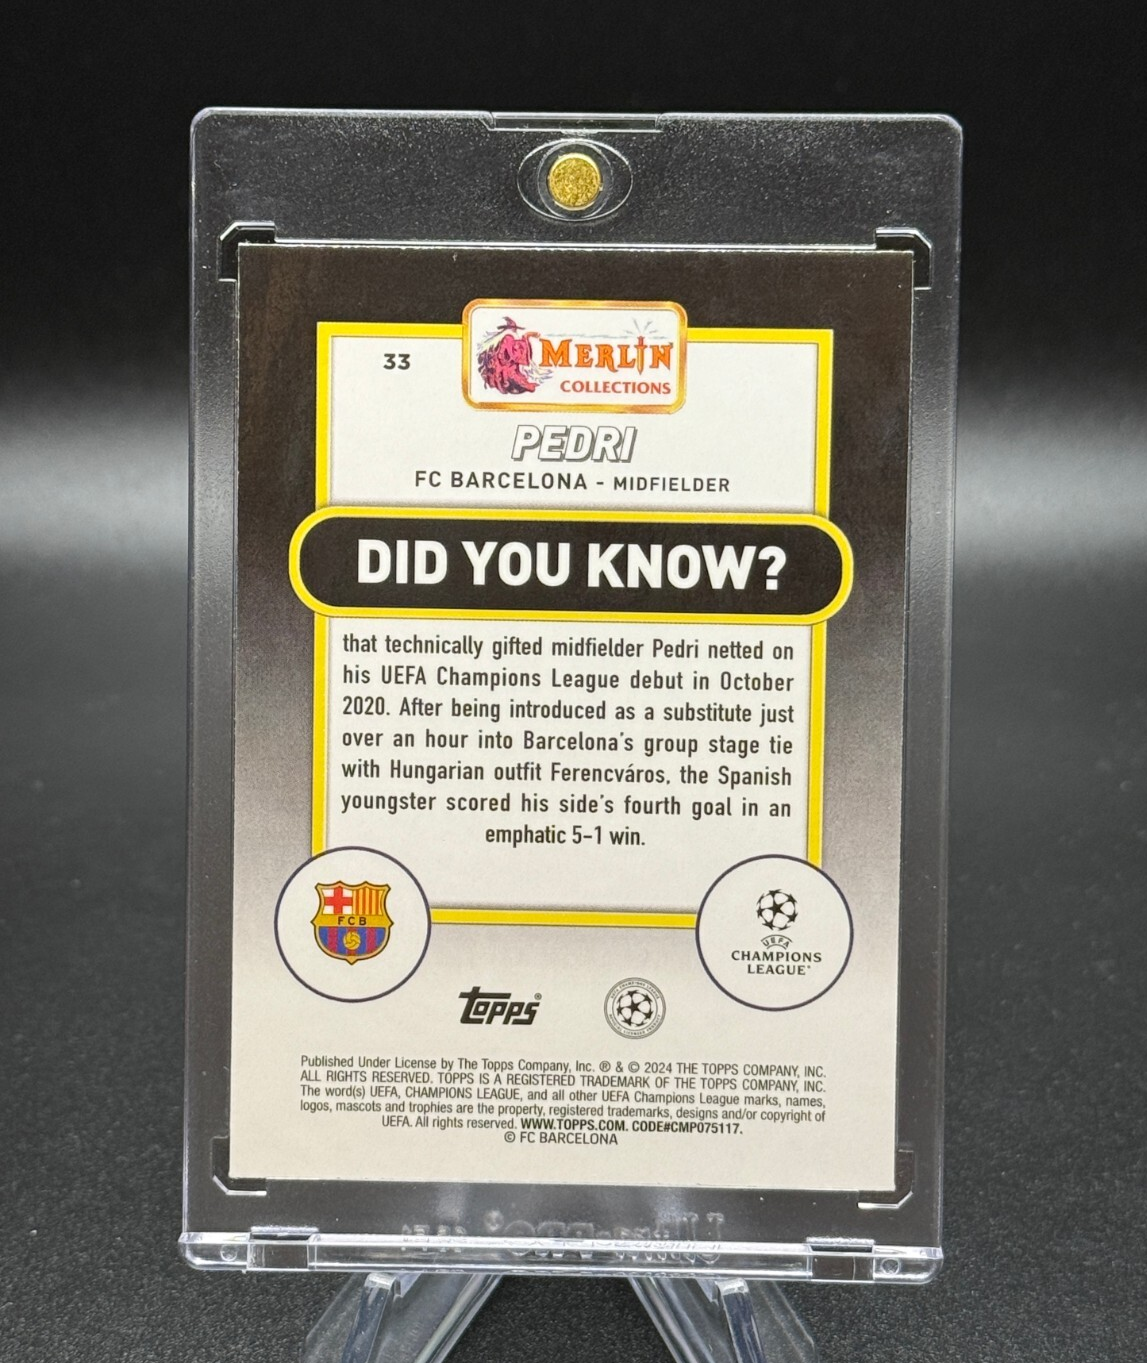 33
MERLIN
COLLECTIONS
PEDRI
FC BARCELONA - MIDFIELDER
DID YOU KNOW?
that technically gifted midfielder Pedri netted on
his UEFA Champions League debut in October
2020. After being introduced as a substitute just
over an hour into Barcelona's group stage tie
with Hungarian outfit Ferencváros, the Spanish
youngster scored his side's fourth goal in an
emphatic 5-1 win.
FCB
UEFA
CHAMPIONS
LEAGUE
Topps®
Published Under License by The Topps Company, Inc. ® & © 2024 THE TOPPS COMPANY, INC.
ALL RIGHTS RESERVED. TOPPS IS A REGISTERED TRADEMARK OF THE TOPPS COMPANY, INC.
The word(s) UEFA, CHAMPIONS LEAGUE, and all other UEFA Champions League marks, names,
logos, mascots and trophies are the property, registered trademarks, designs and/or copyright of
UEFA. All rights reserved. WWW.TOPPS.COM. CODE#CMP075117.
© FC BARCELONA